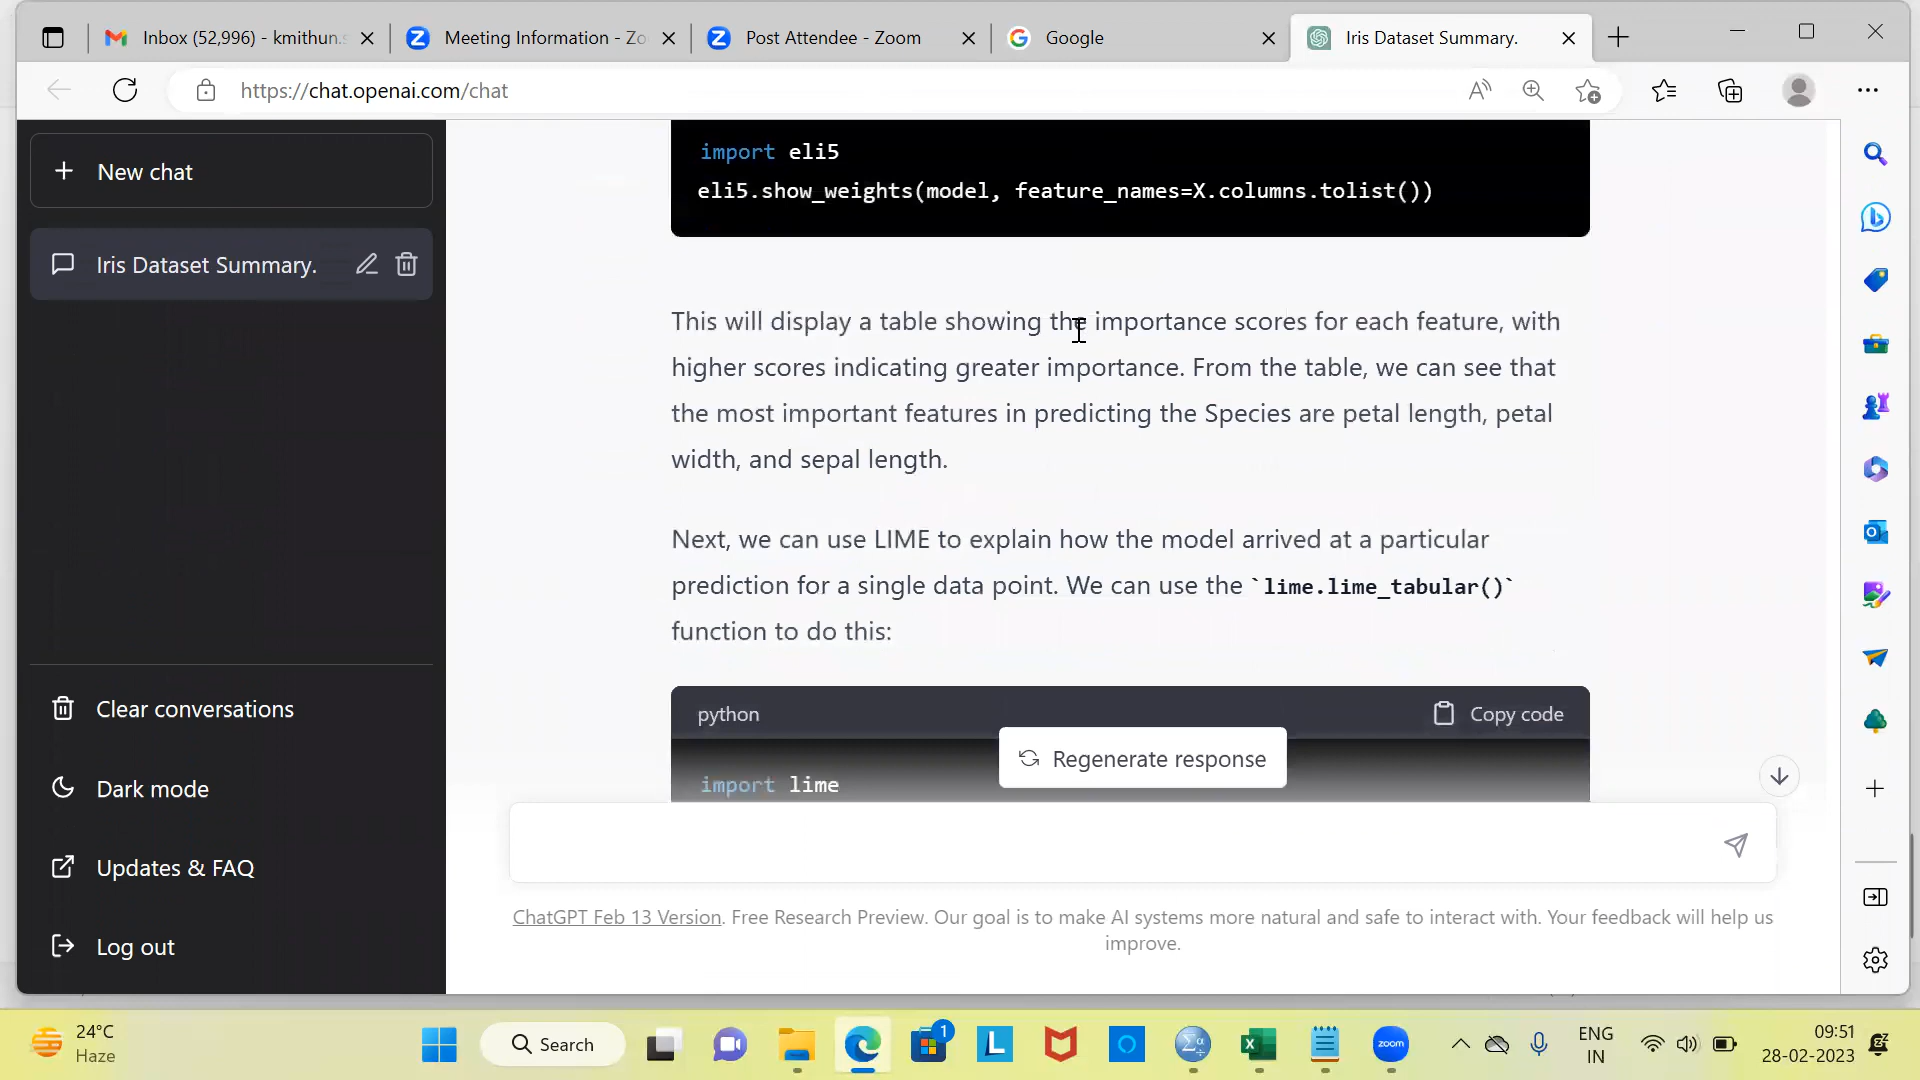 Inbox (52,996) - kmithun.s
Meeting Information - Zo
Post Attendee - Zoom
Google
Iris Dataset Summary.
https://chat.openai.com/chat
New chat
Iris Dataset Summary.
Clear conversations
Dark mode
Updates & FAQ
Log out
import eli5
eli5.show_weights(model, feature_names=X.columns.tolist())
This will display a table showing the importance scores for each feature, with
higher scores indicating greater importance. From the table, we can see that
the most important features in predicting the Species are petal length, petal
width, and sepal length.
Next, we can use LIME to explain how the model arrived at a particular
prediction for a single data point. We can use the `lime.lime_tabular()`
function to do this:
python
Copy code
import lime
Regenerate response
ChatGPT Feb 13 Version. Free Research Preview. Our goal is to make AI systems more natural and safe to interact with. Your feedback will help us
improve.
24°C
Haze
Search
1
L
zoom
ENG
IN
09:51
28-02-2023